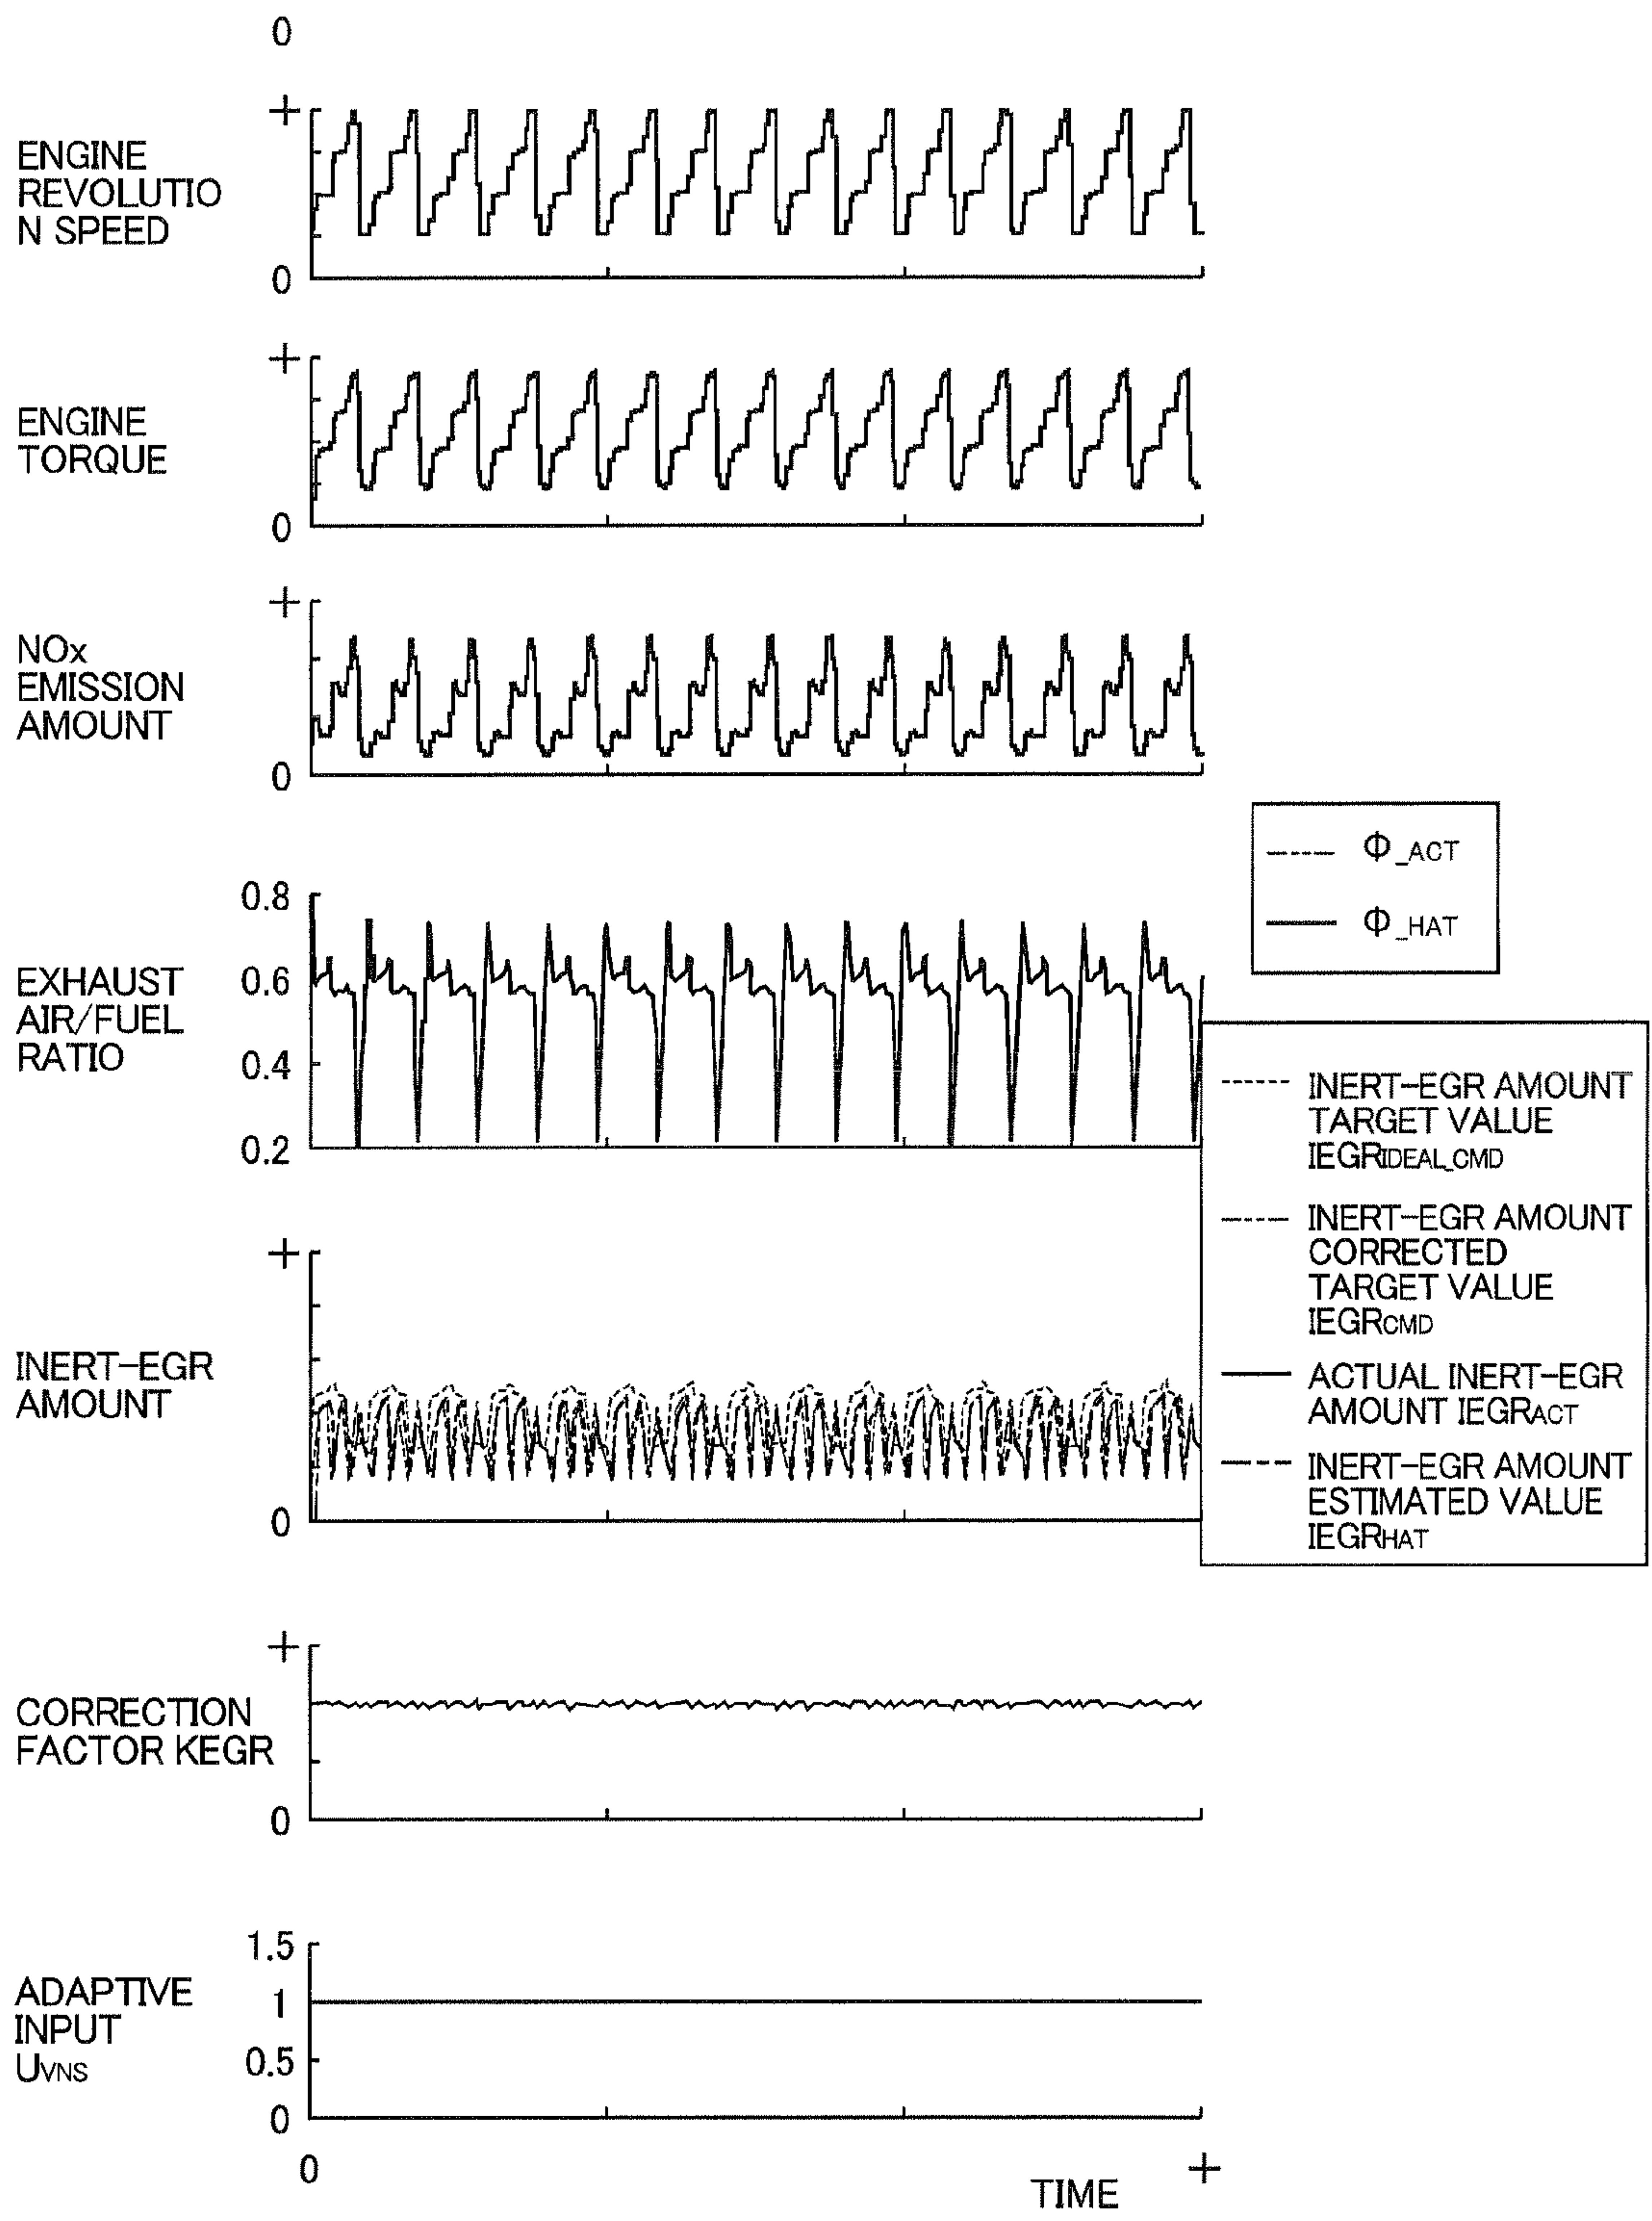 0
+
ENGINE
REVOLUTIO
N SPEED
0
+
ENGINE
TORQUE
0
+
NOx
EMISSION
AMOUNT
0
Φ_ACT
Φ_HAT
0.8
EXHAUST
AIR/FUEL
RATIO
0.6
0.4
0.2
INERT-EGR AMOUNT
TARGET VALUE
IEGRIDEAL_CMD
INERT-EGR AMOUNT
CORRECTED
TARGET VALUE
IEGRCMD
ACTUAL INERT-EGR
AMOUNT IEGRACT
INERT-EGR AMOUNT
ESTIMATED VALUE
IEGRHAT
+
INERT-EGR
AMOUNT
0
+
CORRECTION
FACTOR KEGR
0
1.5
ADAPTIVE
INPUT
UVNS
1
0.5
0
0
TIME
+